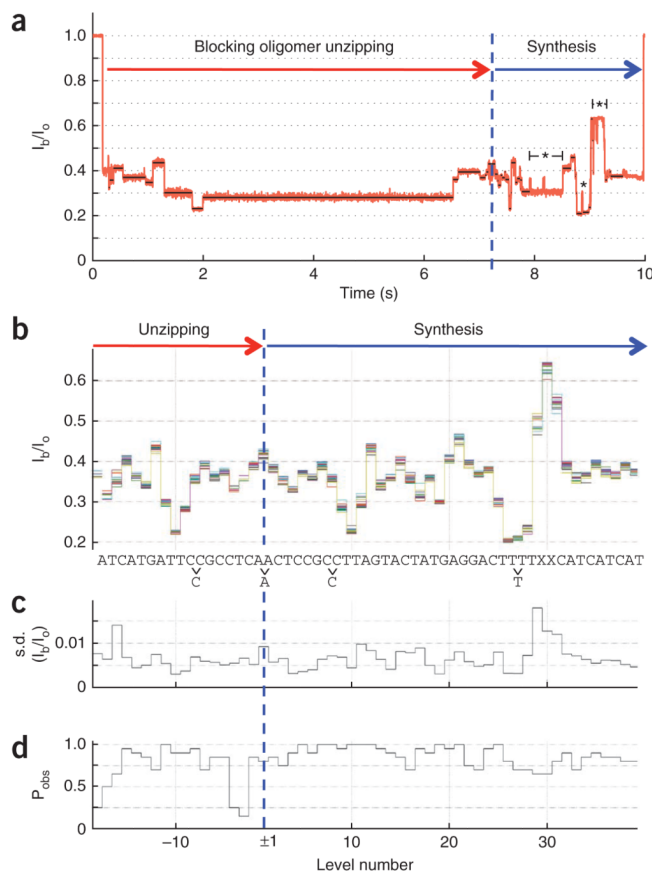 a
Blocking oligomer unzipping
Synthesis
1.0
0.8
0.6
0.4
0.2
0
I_b/I_o
*
*
*
0
2
4
6
8
10
Time (s)
b
Unzipping
Synthesis
0.6
0.5
0.4
0.3
0.2
I_b/I_o
ATCATGATTCCGCCTCAACTCCGCCTTAGTACTATGAGGACTTTTXXCATCATCAT
C A C T
c
s.d.
(I_b/I_o)
0.01
0
d
P_obs
1.0
0.5
0
−10
±1
10
20
30
Level number